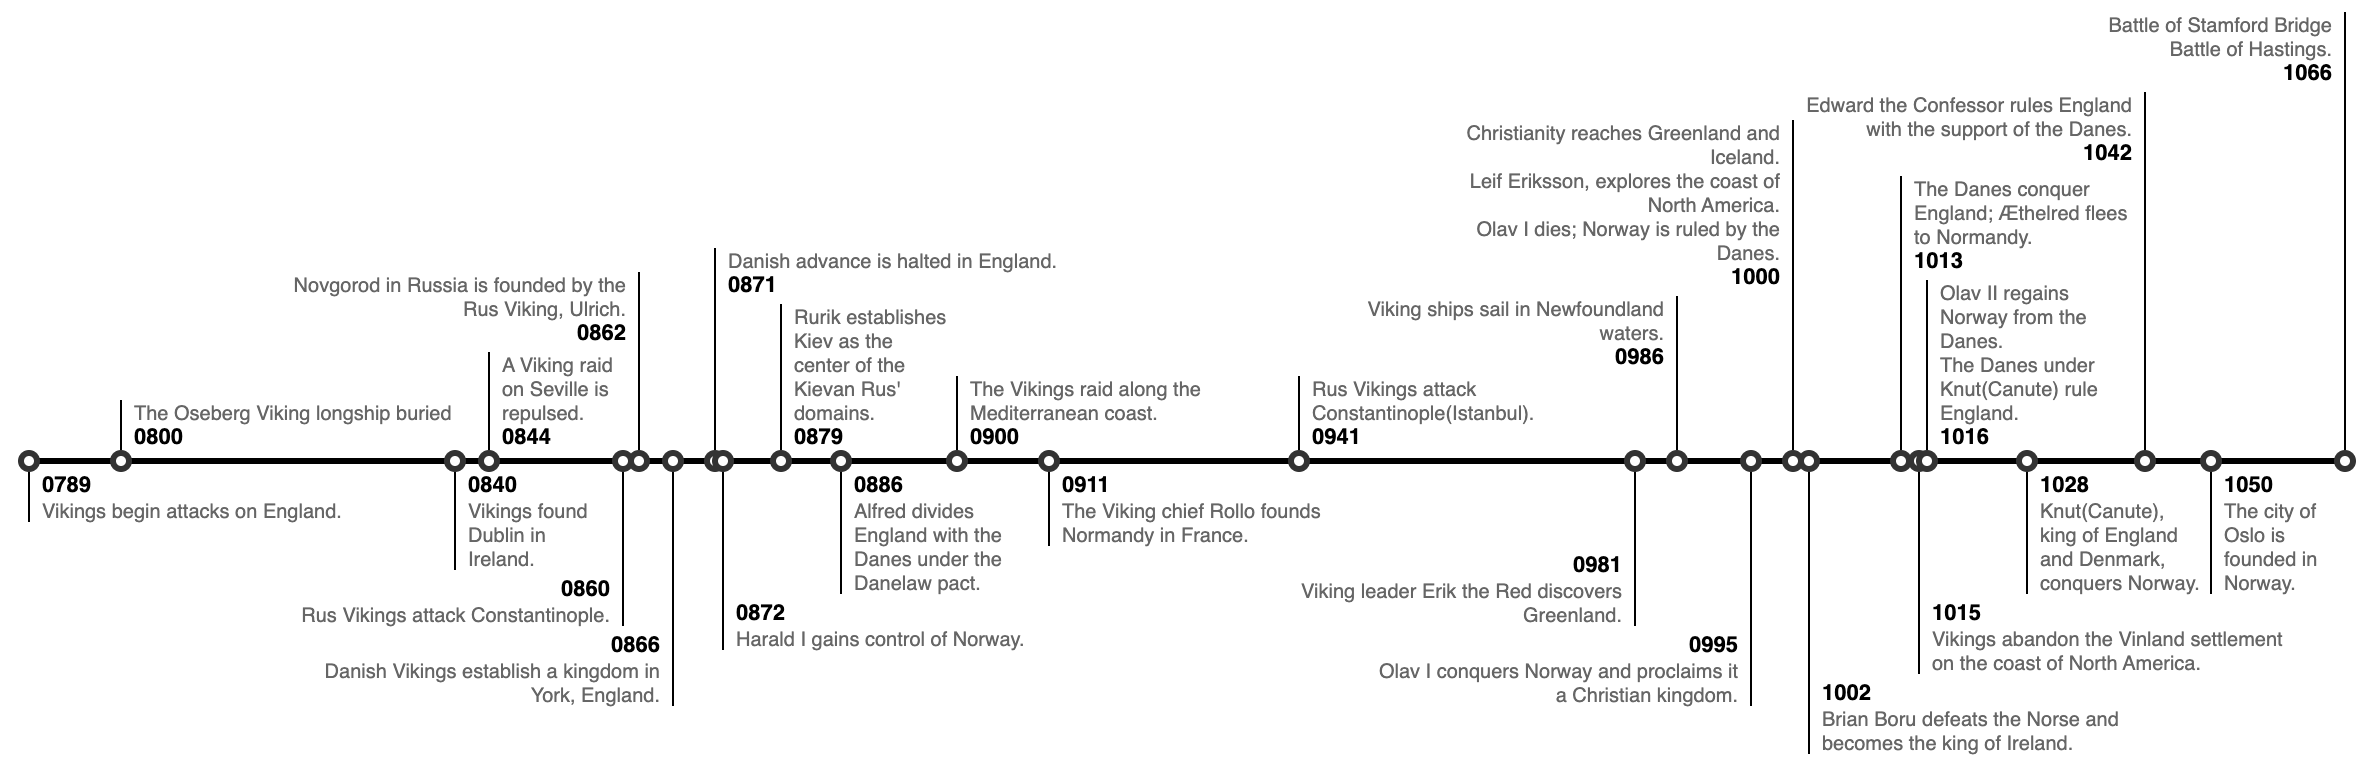 Battle of Stamford Bridge
Battle of Hastings.
1066
Edward the Confessor rules England
with the support of the Danes.
1042
Christianity reaches Greenland and
Iceland.
Leif Eriksson, explores the coast of
North America.
Olav I dies; Norway is ruled by the
Danes.
1000
The Danes conquer
England; Æthelred flees
to Normandy.
1013
Danish advance is halted in England.
0871
Novgorod in Russia is founded by the
Rus Viking, Ulrich.
0862
Olav II regains
Norway from the
Danes.
The Danes under
Knut(Canute) rule
England.
1016
Viking ships sail in Newfoundland
waters.
0986
Rurik establishes
Kiev as the
center of the
Kievan Rus'
domains.
0879
A Viking raid
on Seville is
repulsed.
0844
The Vikings raid along the
Mediterranean coast.
0900
Rus Vikings attack
Constantinople(Istanbul).
0941
The Oseberg Viking longship buried
0800
0789
Vikings begin attacks on England.
0840
Vikings found
Dublin in
Ireland.
0886
Alfred divides
England with the
Danes under the
Danelaw pact.
0911
The Viking chief Rollo founds
Normandy in France.
1028
Knut(Canute),
king of England
and Denmark,
conquers Norway.
1050
The city of
Oslo is
founded in
Norway.
0981
Viking leader Erik the Red discovers
Greenland.
0860
Rus Vikings attack Constantinople.
0872
Harald I gains control of Norway.
1015
Vikings abandon the Vinland settlement
on the coast of North America.
0866
Danish Vikings establish a kingdom in
York, England.
0995
Olav I conquers Norway and proclaims it
a Christian kingdom.
1002
Brian Boru defeats the Norse and
becomes the king of Ireland.